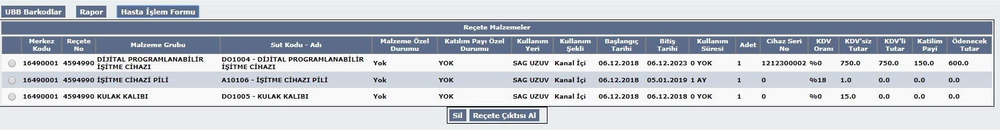 UBB Barkodlar Rapor Hasta İşlem Formu
Reçete Malzemeler
Merkez Kodu Reçete No Malzeme Grubu Sut Kodu - Adı Malzeme Özel Durumu Katılım Payı Özel Durumu Kullanım Yeri Kullanım Şekli Başlangıç Tarihi Bitiş Tarihi Kullanım Süresi Adet Cihaz Seri No KDV Oranı KDV'siz Tutar KDV'li Tutar Katilim Payi Ödenecek Tutar
16490001 4594990 DİJİTAL PROGRAMLANABİLİR İŞİTME CİHAZI DO1004 - DİJİTAL PROGRAMLANABİLİR İŞİTME CİHAZI Yok YOK SAG UZUV Kanal İçi 06.12.2018 06.12.2023 0 YOK 1 1212300002 %0 750.0 750.0 150.0 600.0
16490001 4594990 İŞİTME CİHAZİ PİLİ A10106 - İŞİTME CİHAZI PİLİ Yok YOK SAG UZUV Kanal İçi 06.12.2018 05.01.2019 1 AY 1 0 %18 1.0 0.0 0.0 0.0
16490001 4594990 KULAK KALIBI DO1005 - KULAK KALIBI Yok YOK SAG UZUV Kanal İçi 06.12.2018 06.12.2018 0 YOK 1 0 %0 15.0 0.0 0.0 0.0
Sil Reçete Çıktısı Al